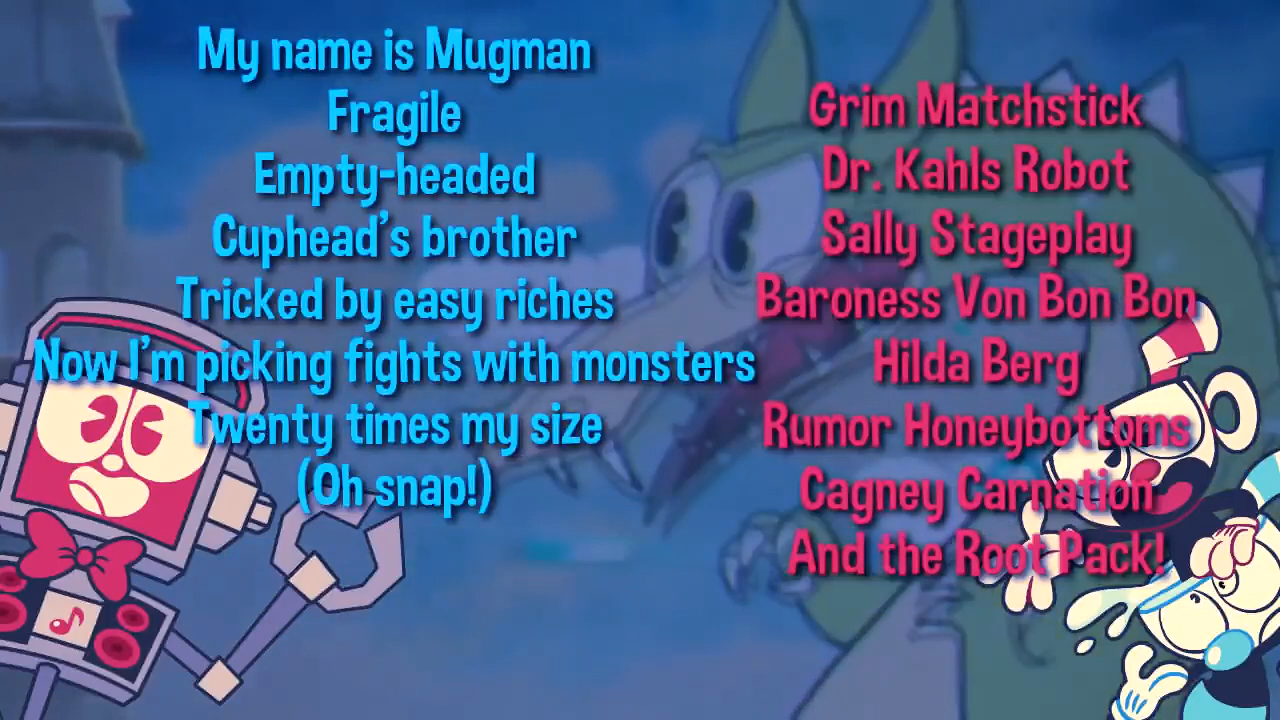 My name is Mugman
Fragile
Empty-headed
Cuphead's brother
Tricked by easy riches
Now I'm picking fights with monsters
Twenty times my size
(Oh snap!)
Grim Matchstick
Dr. Kahls Robot
Sally Stageplay
Baroness Von Bon Bon
Hilda Berg
Rumor Honeybottoms
Cagney Carnation
And the Root Pack!